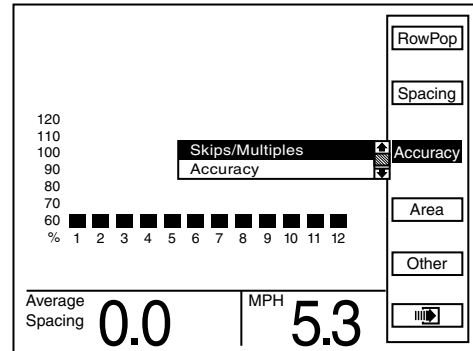 RowPop
Spacing
120
110
100
90
80
70
60
% 1 2 3 4 5 6 7 8 9 10 11 12
Skips/Multiples
Accuracy
Accuracy
Area
Other
Average
Spacing 0.0
MPH 5.3